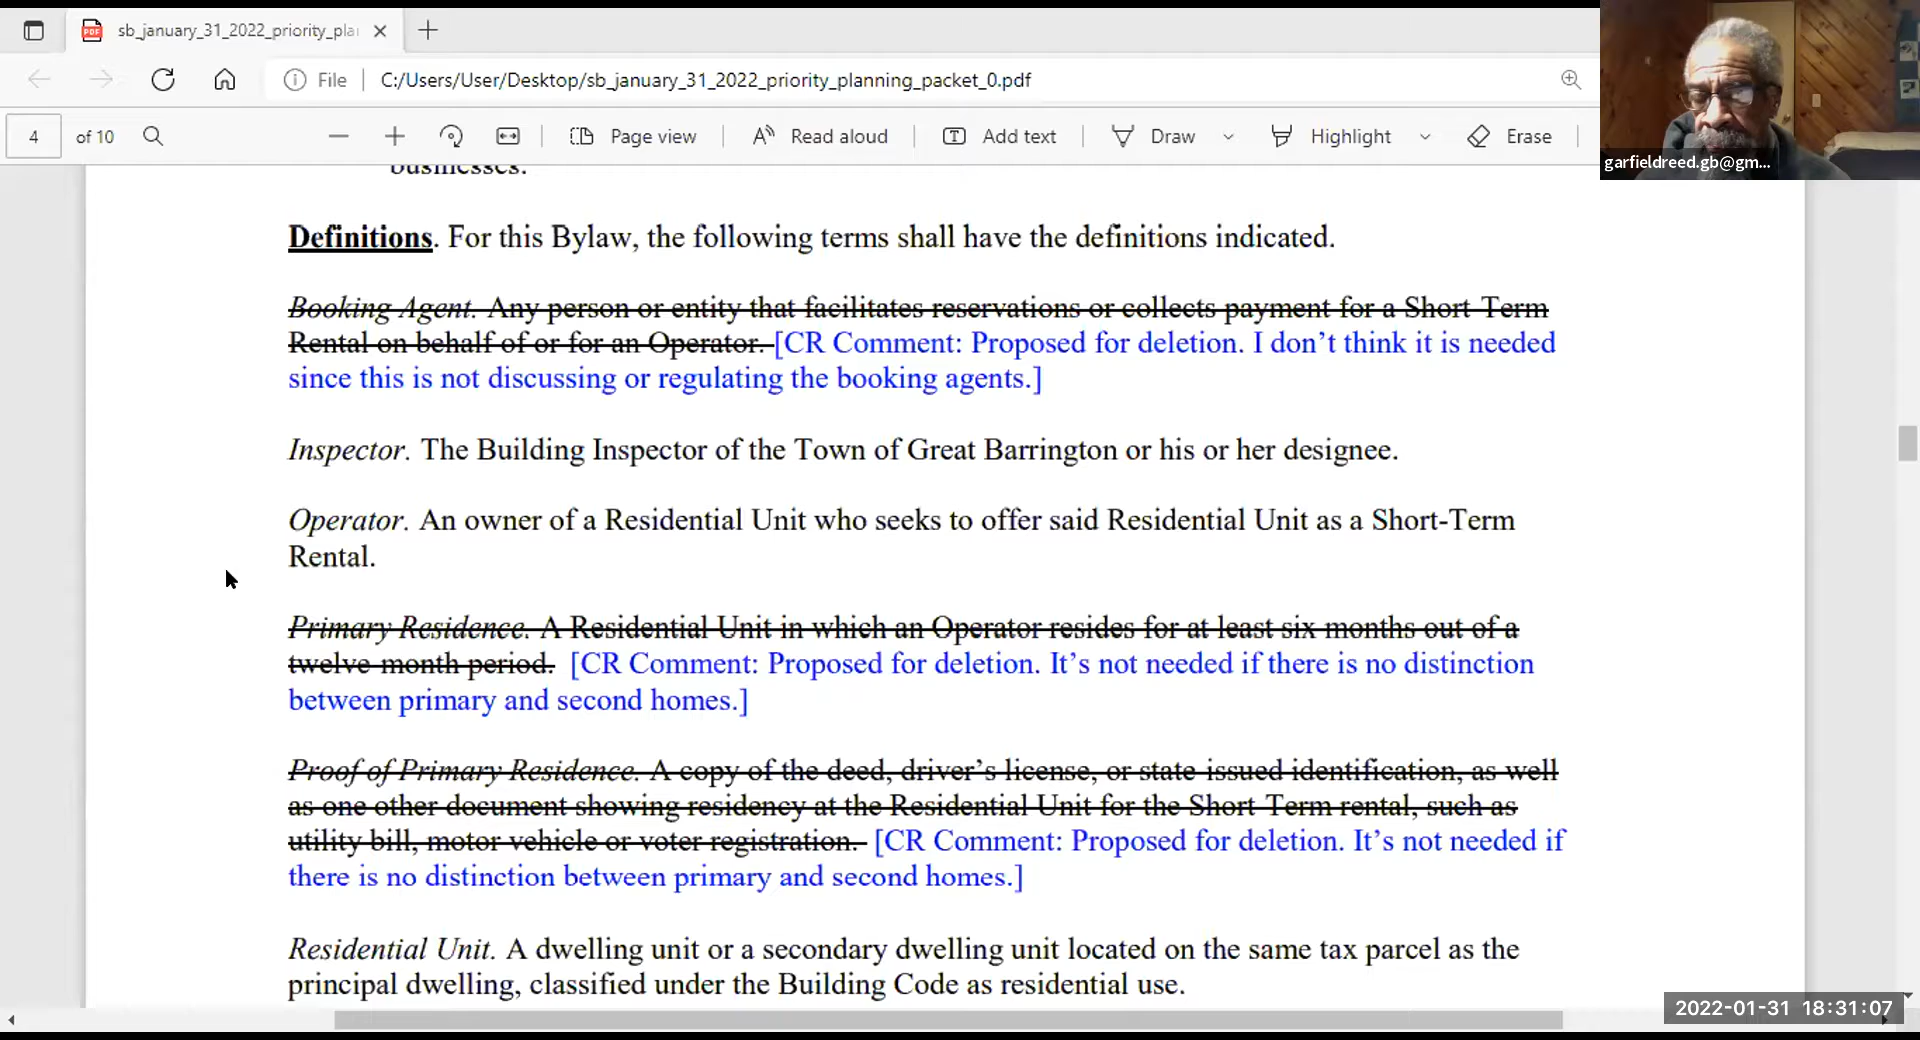 sb_january_31_2022_priority_pla
File
C:/Users/User/Desktop/sb_january_31_2022_priority_planning_packet_0.pdf
4 of 10
Page view
Read aloud
Add text
Draw
Highlight
Erase
garfieldreed.gb@gm...
businesses.
Definitions. For this Bylaw, the following terms shall have the definitions indicated.
Booking Agent. Any person or entity that facilitates reservations or collects payment for a Short-Term
Rental on behalf of or for an Operator. [CR Comment: Proposed for deletion. I don’t think it is needed
since this is not discussing or regulating the booking agents.]
Inspector. The Building Inspector of the Town of Great Barrington or his or her designee.
Operator. An owner of a Residential Unit who seeks to offer said Residential Unit as a Short-Term
Rental.
Primary Residence. A Residential Unit in which an Operator resides for at least six months out of a
twelve-month period. [CR Comment: Proposed for deletion. It’s not needed if there is no distinction
between primary and second homes.]
Proof of Primary Residence. A copy of the deed, driver’s license, or state-issued identification, as well
as one other document showing residency at the Residential Unit for the Short-Term rental, such as
utility bill, motor vehicle or voter registration. [CR Comment: Proposed for deletion. It’s not needed if
there is no distinction between primary and second homes.]
Residential Unit. A dwelling unit or a secondary dwelling unit located on the same tax parcel as the
principal dwelling, classified under the Building Code as residential use.
2022-01-31 18:31:07